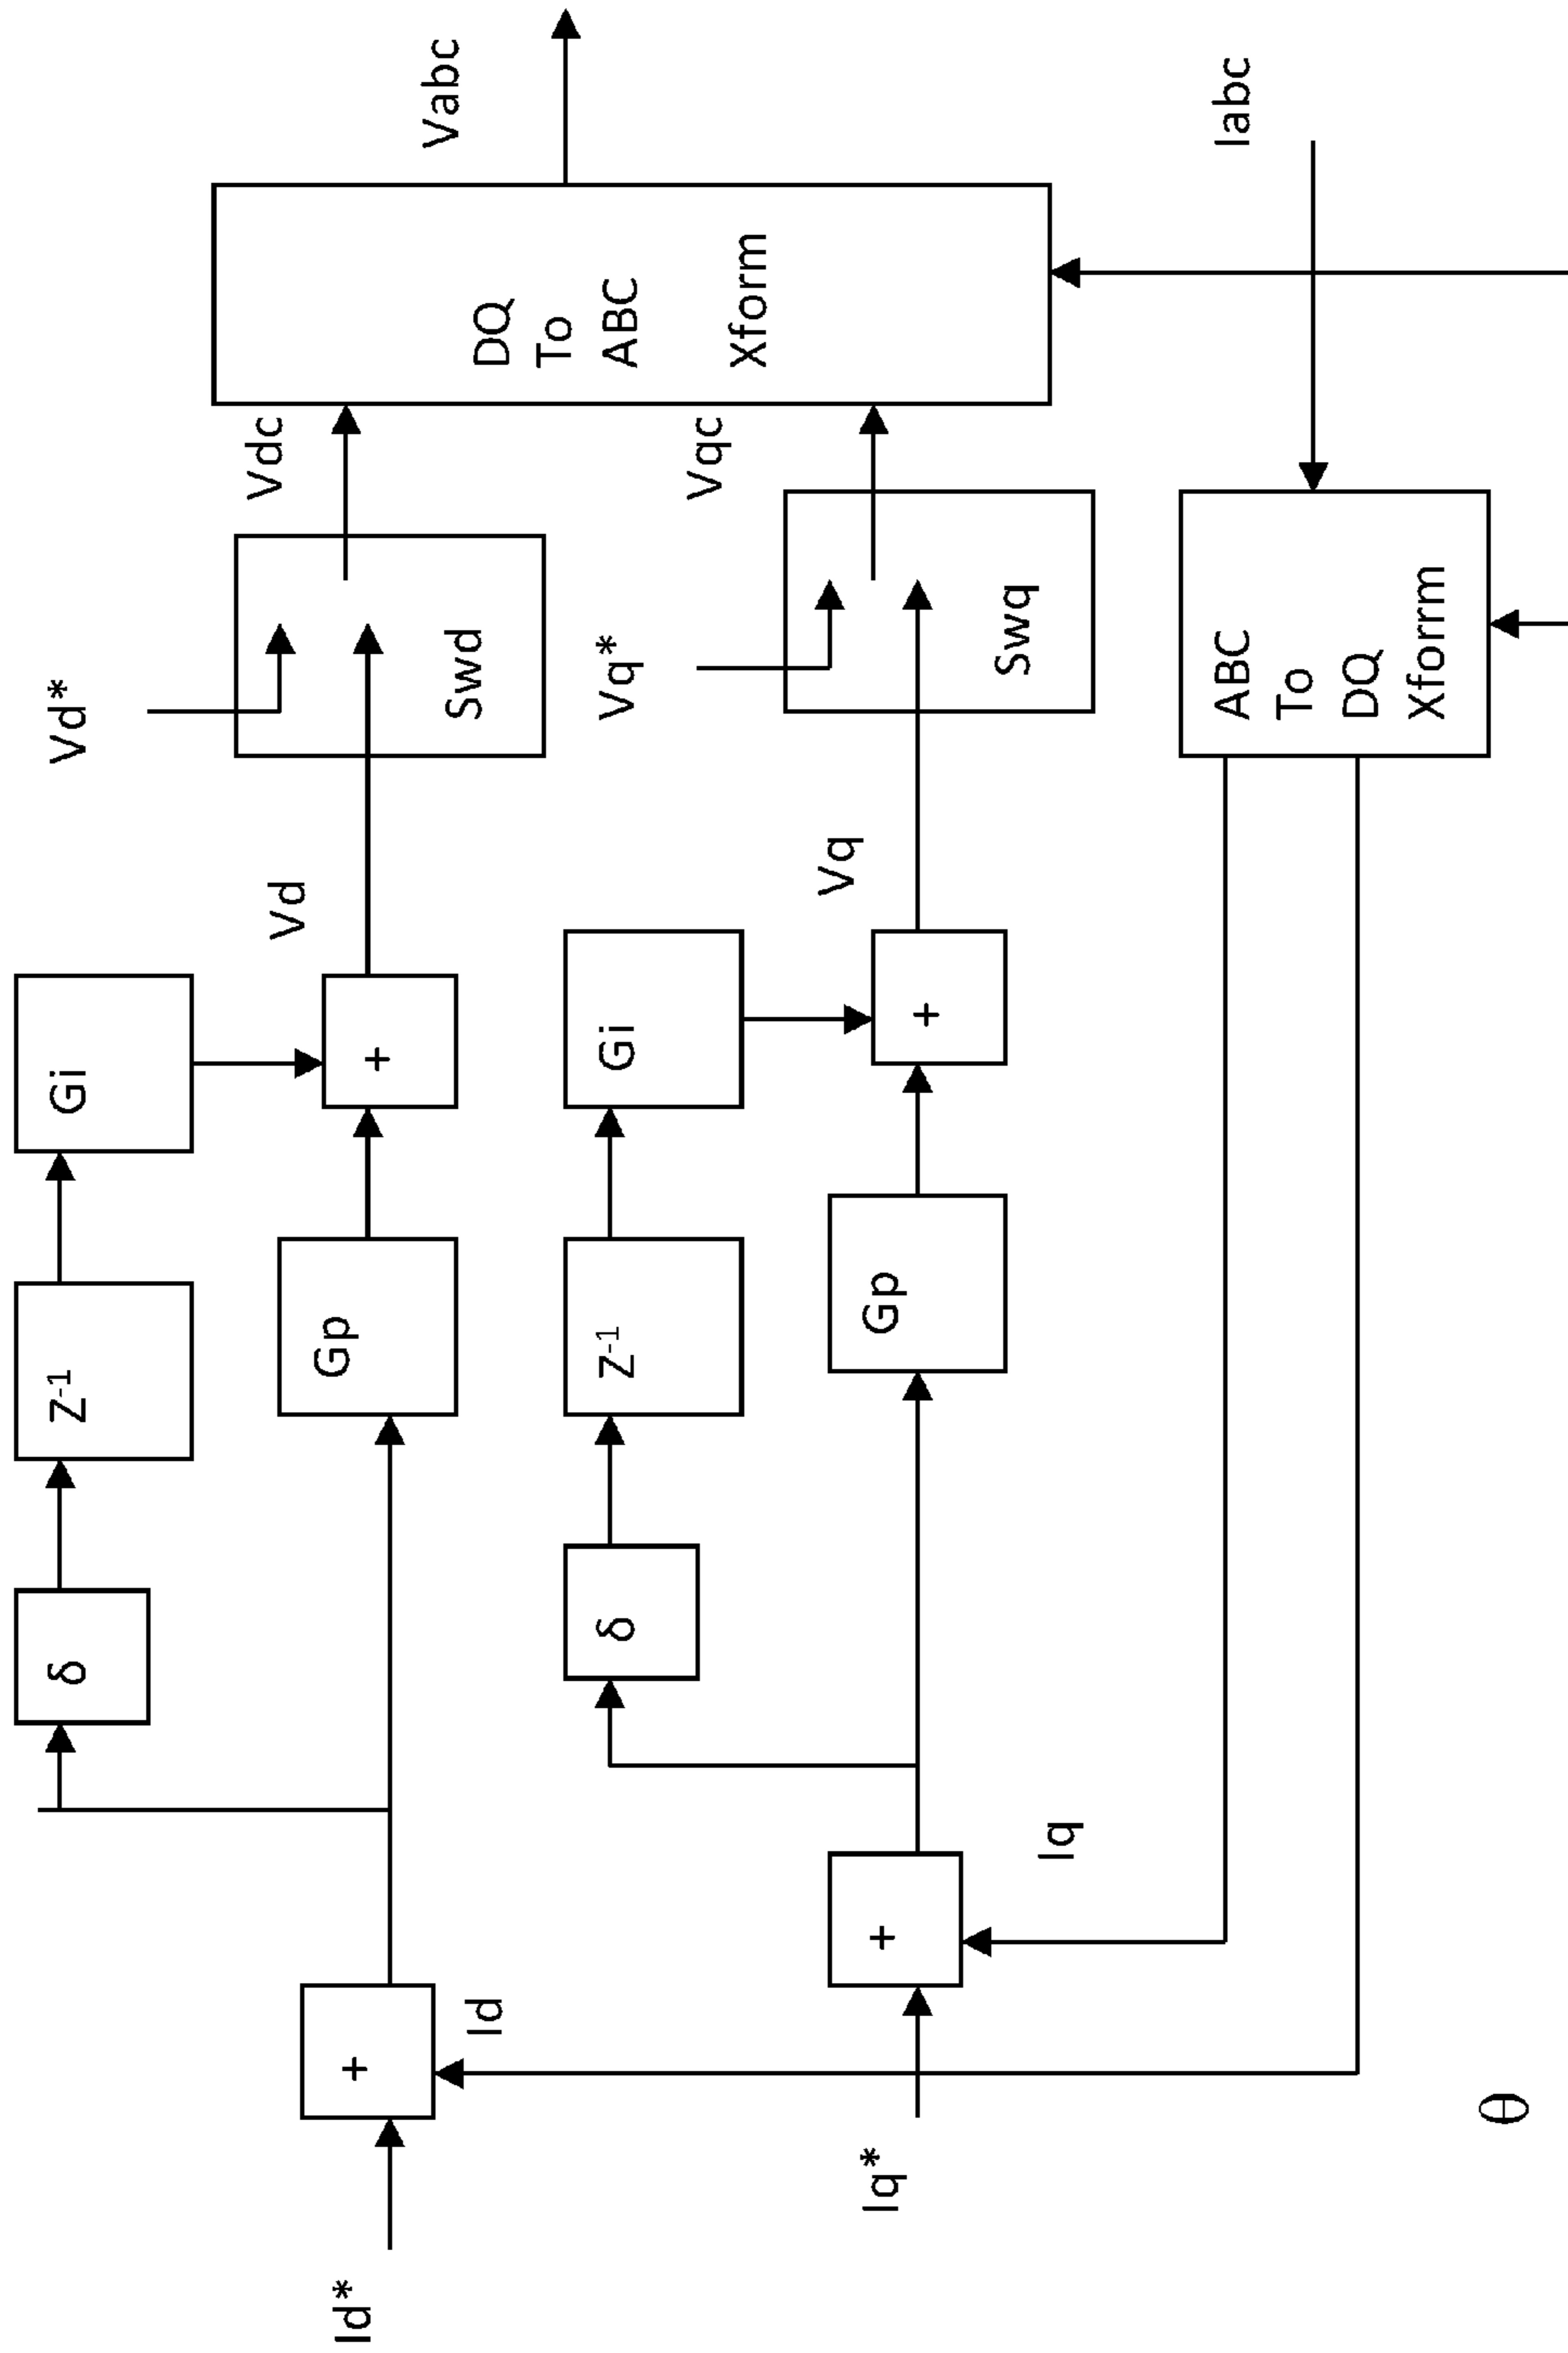 Vd*
Gi
Z-1
δ
Vdc
Vd
Swd
Gp
+
+
Id
Id*
Vabc
DQ
To
ABC
Xform
Vq*
Gi
Z-1
δ
Vqc
Vq
Swq
+
Gp
+
Iq*
Iq
Iabc
ABC
To
DQ
Xform
θ